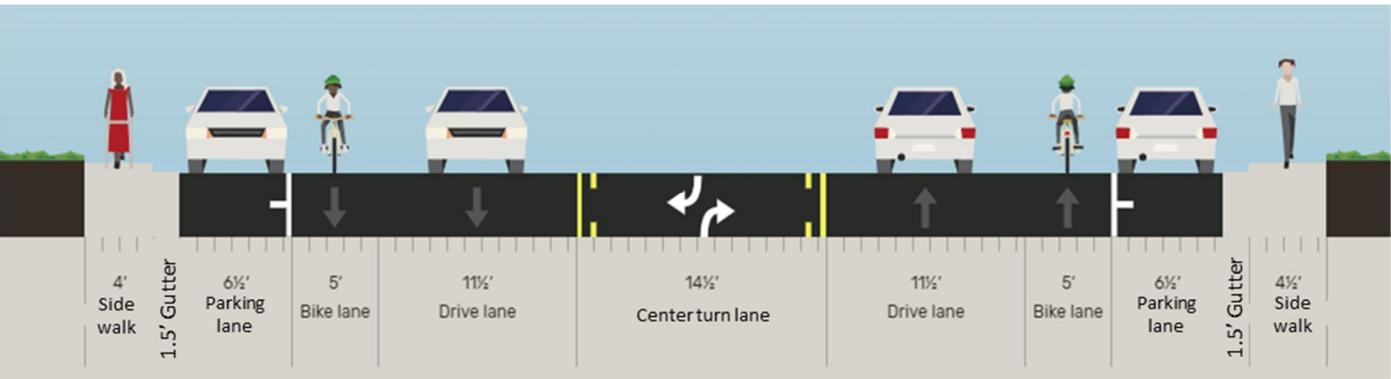 4'
Side
walk
1.5' Gutter
6½'
Parking
lane
5'
Bike lane
11½'
Drive lane
14½'
Center turn lane
11½'
Drive lane
5'
Bike lane
6½'
Parking
lane
1.5' Gutter
4½'
Side
walk